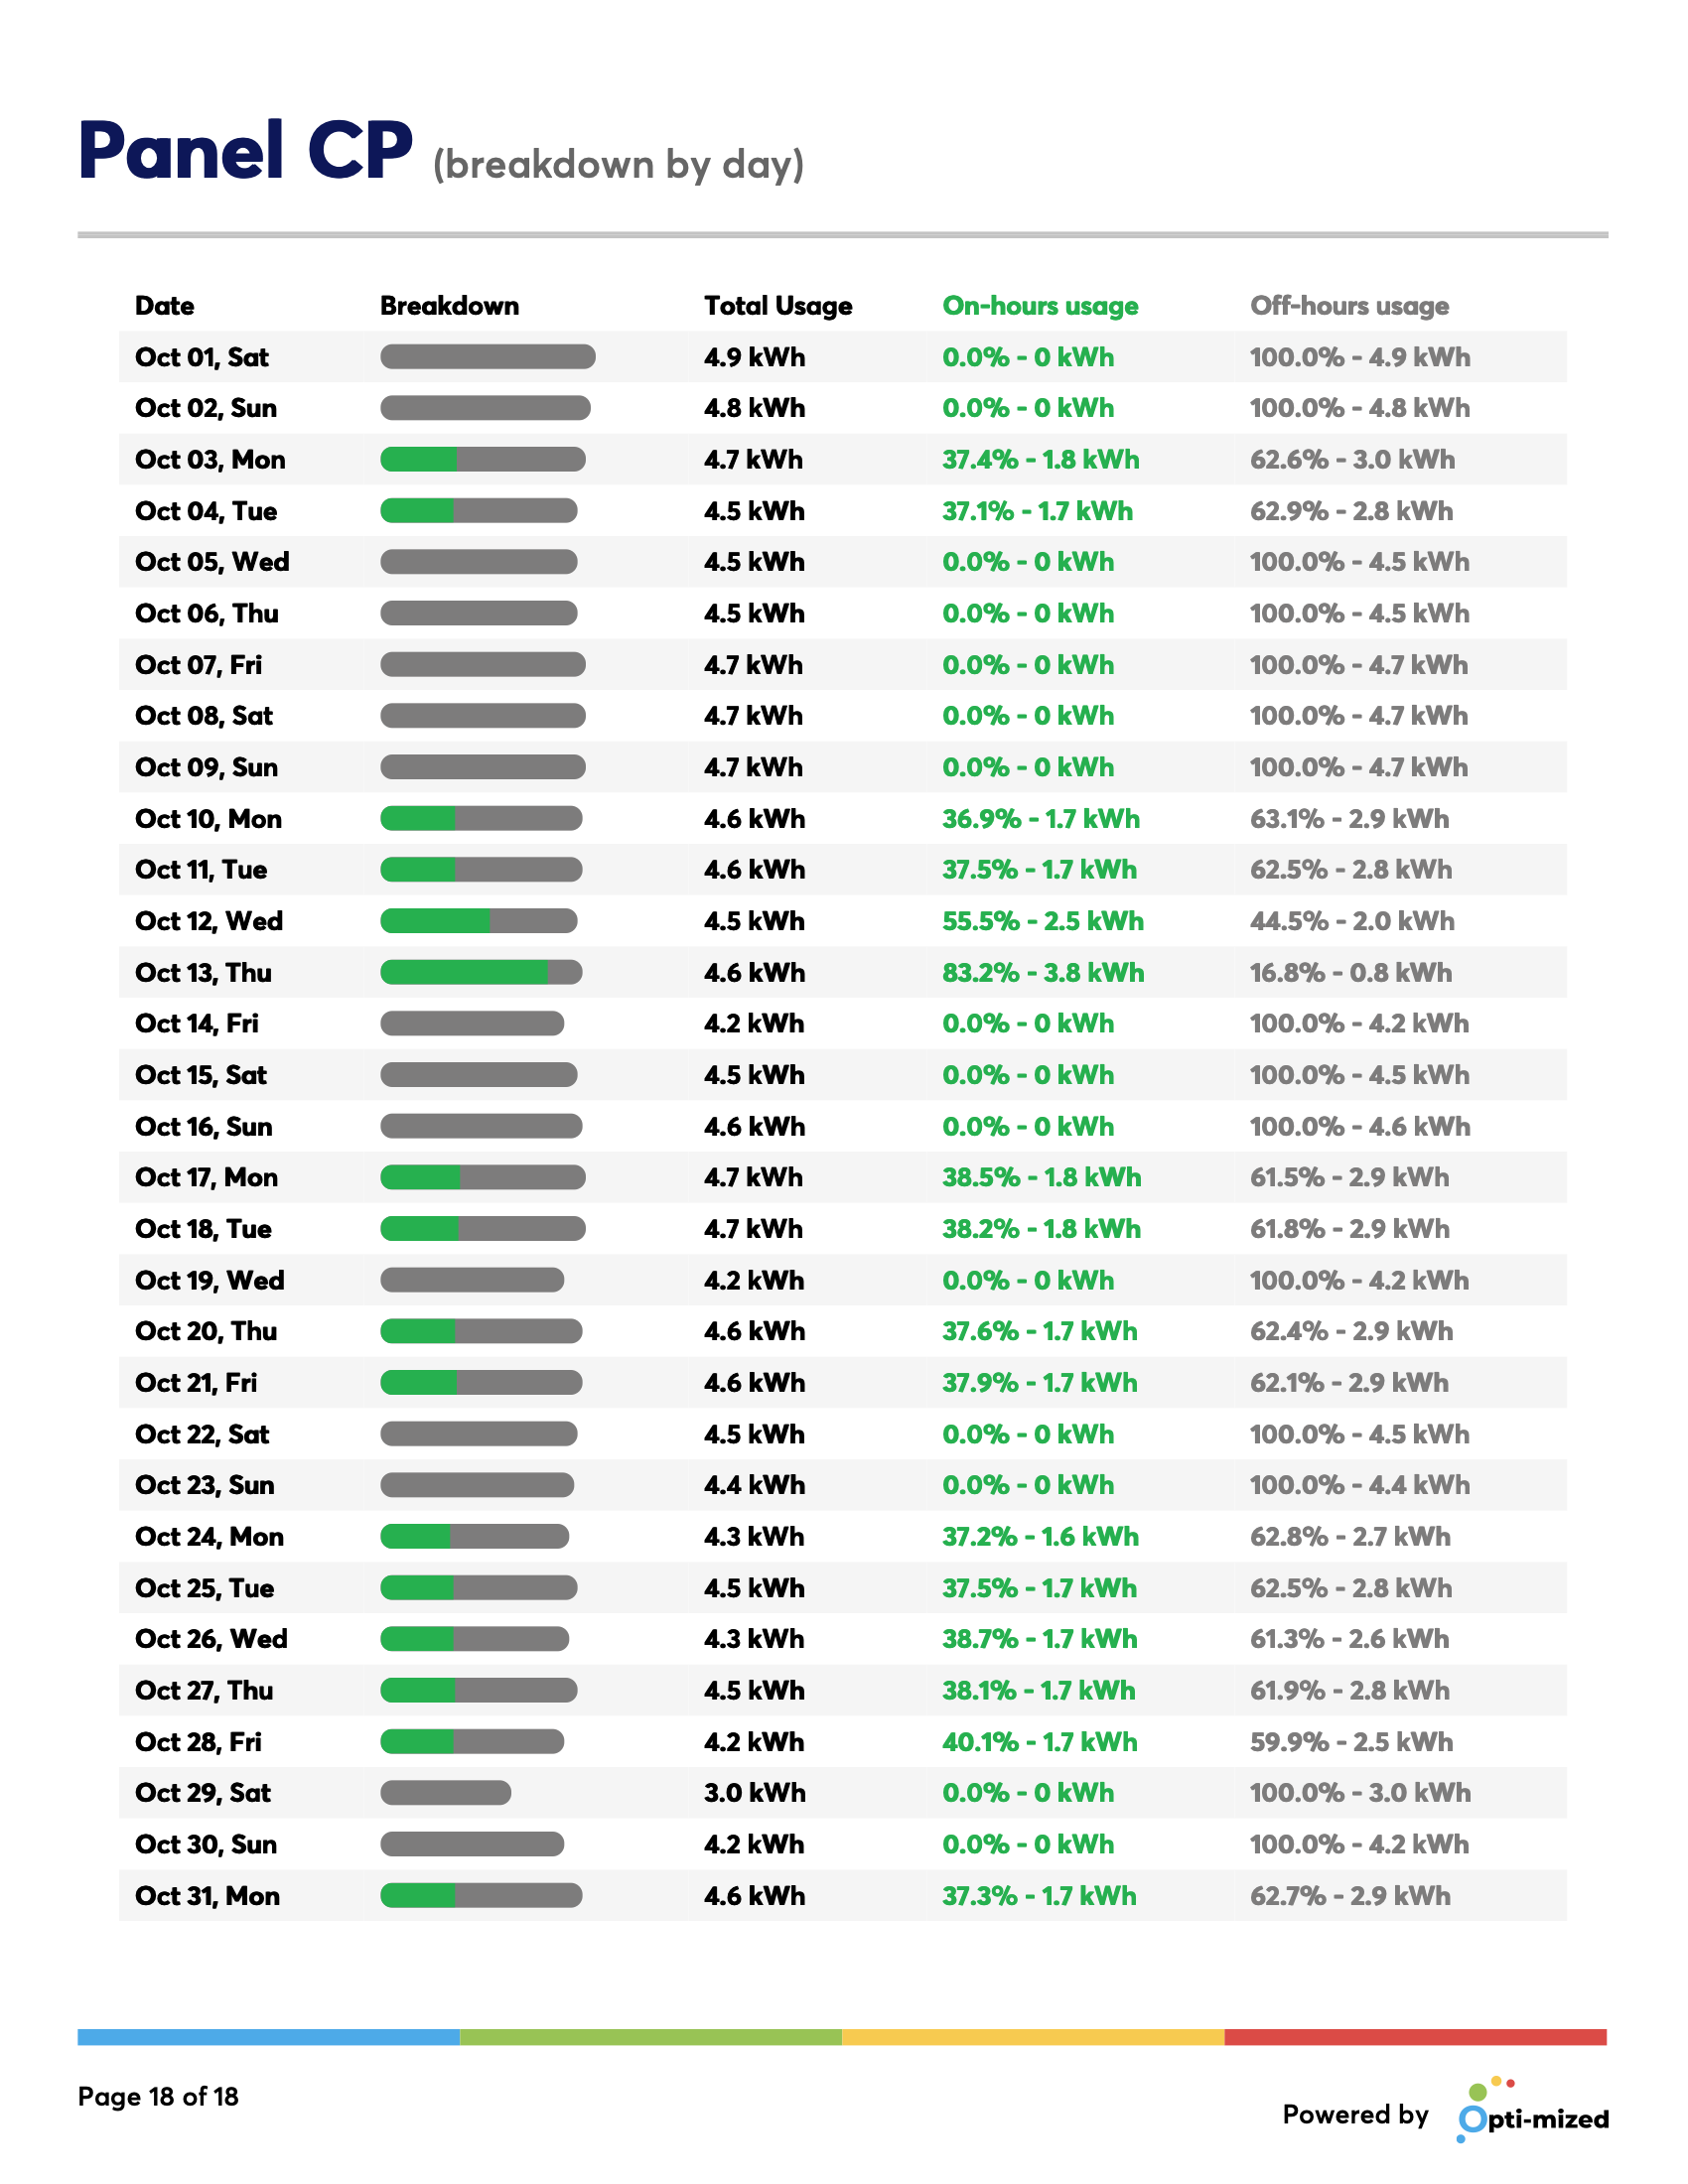 Panel CP (breakdown by day)
Date Breakdown Total Usage On-hours usage Off-hours usage
Oct 01, Sat 4.9 kWh 0.0% - 0 kWh 100.0% - 4.9 kWh
Oct 02, Sun 4.8 kWh 0.0% - 0 kWh 100.0% - 4.8 kWh
Oct 03, Mon 4.7 kWh 37.4% - 1.8 kWh 62.6% - 3.0 kWh
Oct 04, Tue 4.5 kWh 37.1% - 1.7 kWh 62.9% - 2.8 kWh
Oct 05, Wed 4.5 kWh 0.0% - 0 kWh 100.0% - 4.5 kWh
Oct 06, Thu 4.5 kWh 0.0% - 0 kWh 100.0% - 4.5 kWh
Oct 07, Fri 4.7 kWh 0.0% - 0 kWh 100.0% - 4.7 kWh
Oct 08, Sat 4.7 kWh 0.0% - 0 kWh 100.0% - 4.7 kWh
Oct 09, Sun 4.7 kWh 0.0% - 0 kWh 100.0% - 4.7 kWh
Oct 10, Mon 4.6 kWh 36.9% - 1.7 kWh 63.1% - 2.9 kWh
Oct 11, Tue 4.6 kWh 37.5% - 1.7 kWh 62.5% - 2.8 kWh
Oct 12, Wed 4.5 kWh 55.5% - 2.5 kWh 44.5% - 2.0 kWh
Oct 13, Thu 4.6 kWh 83.2% - 3.8 kWh 16.8% - 0.8 kWh
Oct 14, Fri 4.2 kWh 0.0% - 0 kWh 100.0% - 4.2 kWh
Oct 15, Sat 4.5 kWh 0.0% - 0 kWh 100.0% - 4.5 kWh
Oct 16, Sun 4.6 kWh 0.0% - 0 kWh 100.0% - 4.6 kWh
Oct 17, Mon 4.7 kWh 38.5% - 1.8 kWh 61.5% - 2.9 kWh
Oct 18, Tue 4.7 kWh 38.2% - 1.8 kWh 61.8% - 2.9 kWh
Oct 19, Wed 4.2 kWh 0.0% - 0 kWh 100.0% - 4.2 kWh
Oct 20, Thu 4.6 kWh 37.6% - 1.7 kWh 62.4% - 2.9 kWh
Oct 21, Fri 4.6 kWh 37.9% - 1.7 kWh 62.1% - 2.9 kWh
Oct 22, Sat 4.5 kWh 0.0% - 0 kWh 100.0% - 4.5 kWh
Oct 23, Sun 4.4 kWh 0.0% - 0 kWh 100.0% - 4.4 kWh
Oct 24, Mon 4.3 kWh 37.2% - 1.6 kWh 62.8% - 2.7 kWh
Oct 25, Tue 4.5 kWh 37.5% - 1.7 kWh 62.5% - 2.8 kWh
Oct 26, Wed 4.3 kWh 38.7% - 1.7 kWh 61.3% - 2.6 kWh
Oct 27, Thu 4.5 kWh 38.1% - 1.7 kWh 61.9% - 2.8 kWh
Oct 28, Fri 4.2 kWh 40.1% - 1.7 kWh 59.9% - 2.5 kWh
Oct 29, Sat 3.0 kWh 0.0% - 0 kWh 100.0% - 3.0 kWh
Oct 30, Sun 4.2 kWh 0.0% - 0 kWh 100.0% - 4.2 kWh
Oct 31, Mon 4.6 kWh 37.3% - 1.7 kWh 62.7% - 2.9 kWh
Page 18 of 18
Powered by Opti-mized